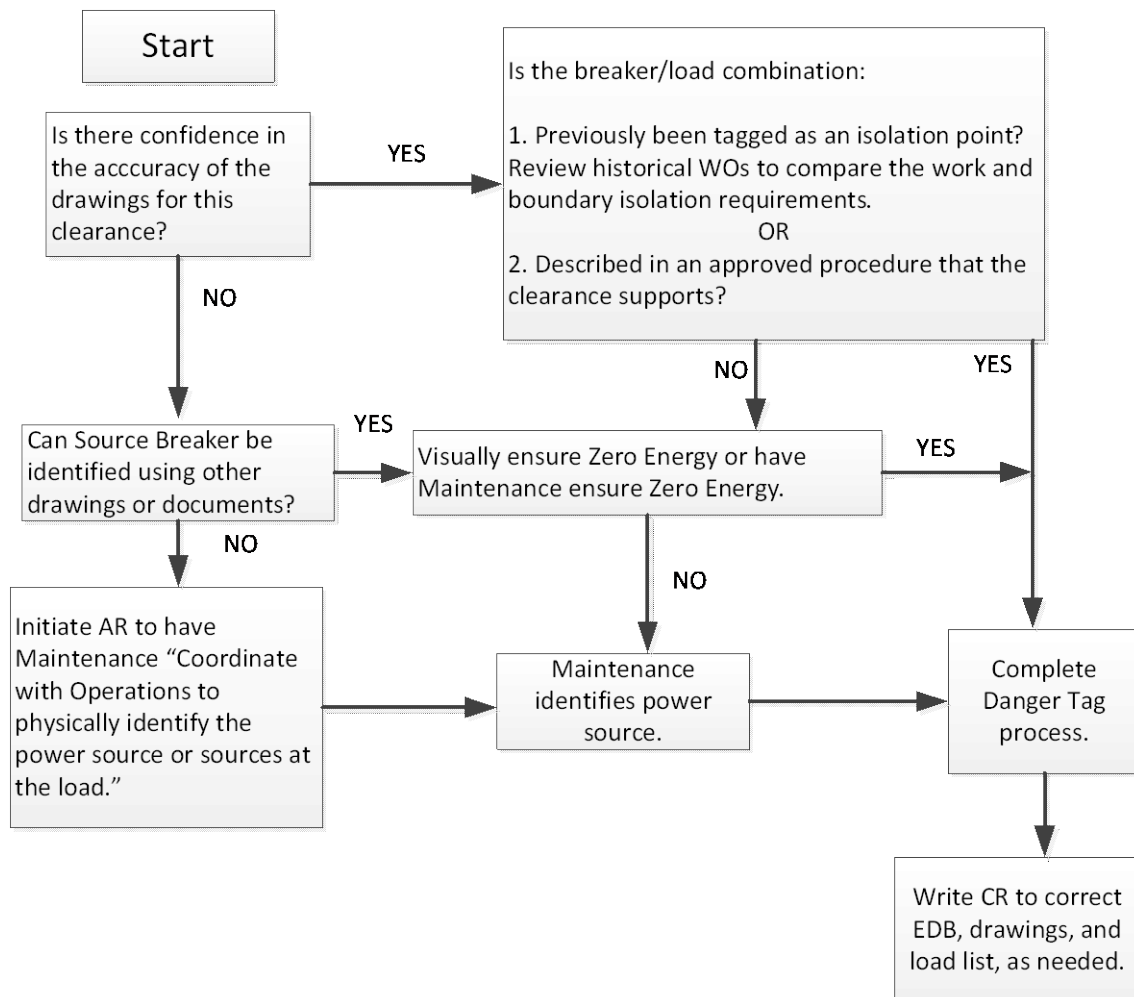 Start
Is there confidence in
the acccuracy of the
drawings for this
clearance?
YES
Is the breaker/load combination:
1. Previously been tagged as an isolation point?
Review historical WOs to compare the work and
boundary isolation requirements.
OR
2. Described in an approved procedure that the
clearance supports?
NO
NO
YES
Can Source Breaker be
identified using other
drawings or documents?
YES
Visually ensure Zero Energy or have
Maintenance ensure Zero Energy.
YES
NO
NO
Initiate AR to have
Maintenance “Coordinate
with Operations to
physically identify the
power source or sources at
the load.”
Maintenance
identifies power
source.
Complete
Danger Tag
process.
Write CR to correct
EDB, drawings, and
load list, as needed.